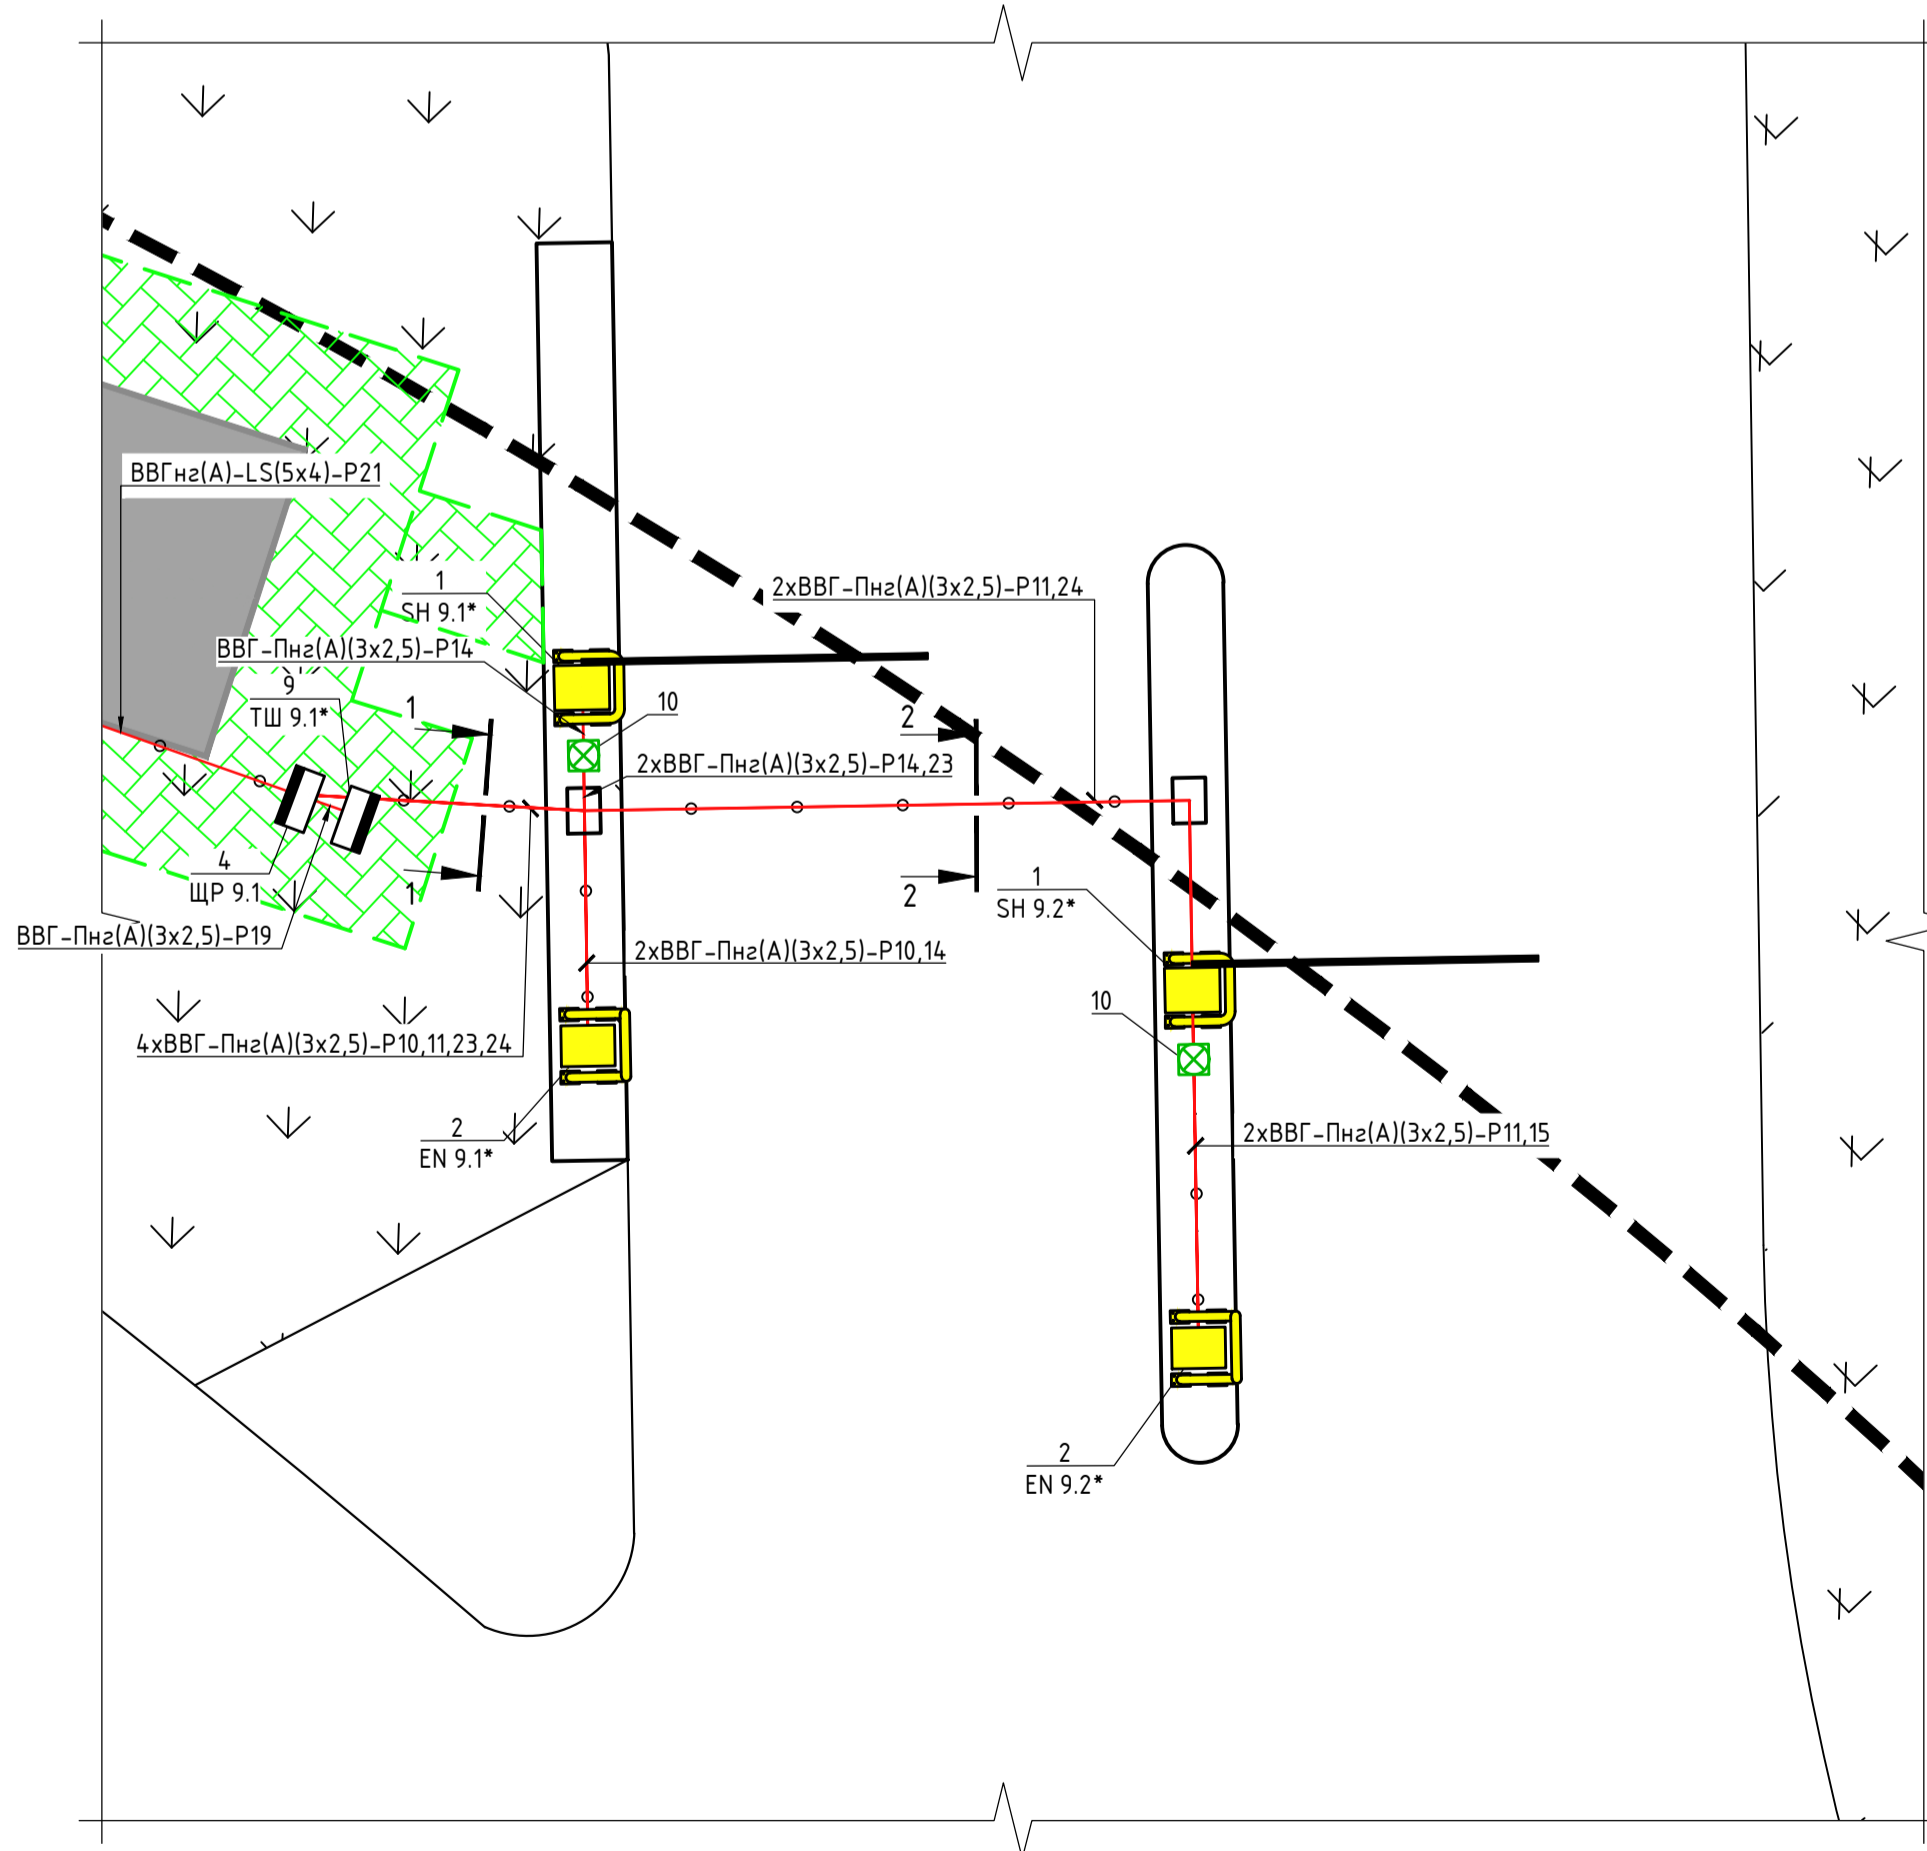 ВВГнг(А)-LS(5х4)-Р21
1
SH 9.1*
2хВВГ-Пнг(А)(3х2,5)-Р11,24
ВВГ-Пнг(А)(3х2,5)-Р14
9
ТШ 9.1*
1
10
2
2хВВГ-Пнг(А)(3х2,5)-Р14,23
4
ЩР 9.1
1
2
1
SH 9.2*
ВВГ-Пнг(А)(3х2,5)-Р19
2хВВГ-Пнг(А)(3х2,5)-Р10,14
10
4хВВГ-Пнг(А)(3х2,5)-Р10,11,23,24
2
EN 9.1*
2хВВГ-Пнг(А)(3х2,5)-Р11,15
2
EN 9.2*